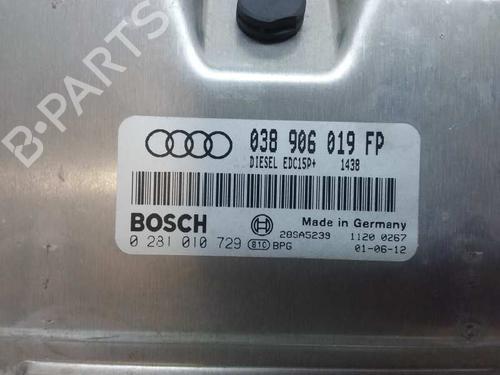 038 906 019 FP
DIESEL EDC15P+ 1438
BOSCH
Made in Germany
0 281 010 729 810 BPG 28SA5239 1120 0267
01-06-12
B-PARTS